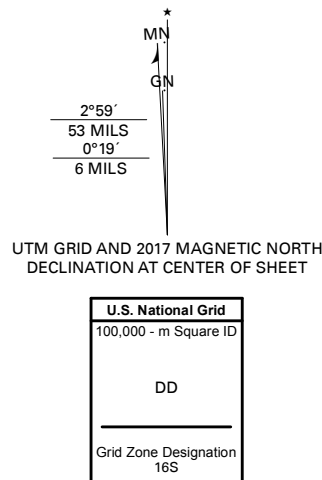 MN
GN
2°59´
53 MILS
0°19´
6 MILS
UTM GRID AND 2017 MAGNETIC NORTH
DECLINATION AT CENTER OF SHEET
U.S. National Grid
100,000 - m Square ID
DD
Grid Zone Designation
16S